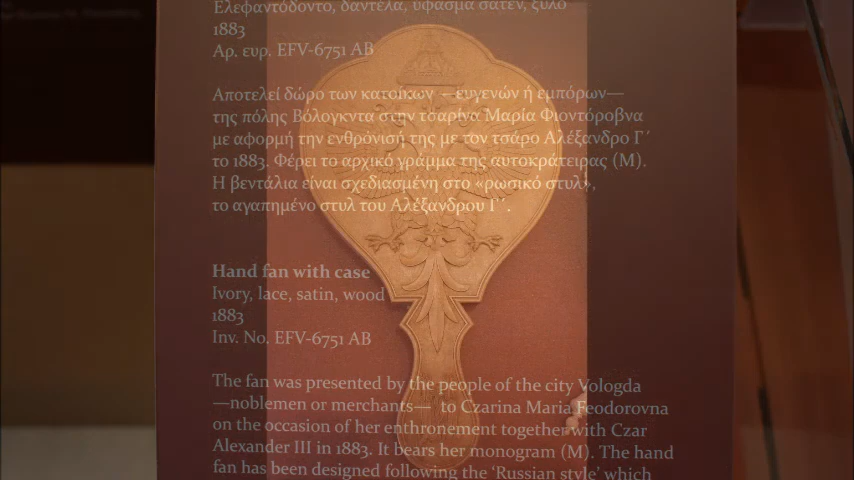 Ελεφαντόδοντο, δαντέλα, ύφασμα σατέν, ξύλο
1883
Αρ. ευρ. EFV-6751 AB
Αποτελεί δώρο των κατοίκων —ευγενών ή εμπόρων—
της πόλης Βόλογκντα στην τσαρίνα Μαρία Φιοντόροβνα
με αφορμή την ενθρόνισή της με τον τσάρο Αλέξανδρο Γ΄
το 1883. Φέρει το αρχικό γράμμα της αυτοκράτειρας (Μ).
Η βεντάλια είναι σχεδιασμένη στο «ρωσικό στυλ»,
το αγαπημένο στυλ του Αλέξανδρου Γ΄.
Hand fan with case
Ivory, lace, satin, wood
1883
Inv. No. EFV-6751 AB
The fan was presented by the people of the city Vologda
—noblemen or merchants— to Czarina Maria Feodorovna
on the occasion of her enthronement together with Czar
Alexander III in 1883. It bears her monogram (M). The hand
fan has been designed following the ‘Russian style’ which